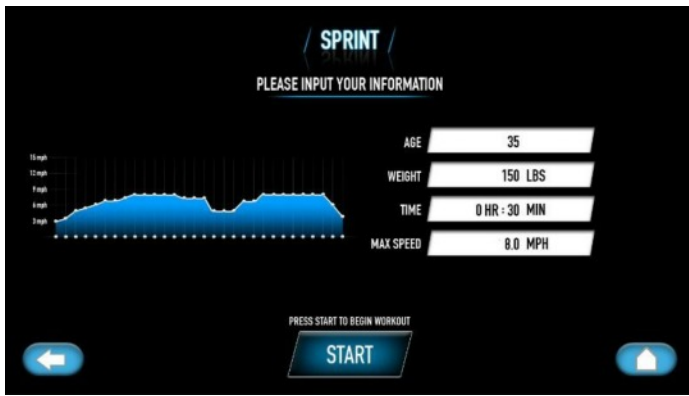 / SPRINT /
PLEASE INPUT YOUR INFORMATION
15 mph
12 mph
9 mph
6 mph
3 mph
AGE 35
WEIGHT 150 LBS
TIME 0 HR : 30 MIN
MAX SPEED 8.0 MPH
PRESS START TO BEGIN WORKOUT
START